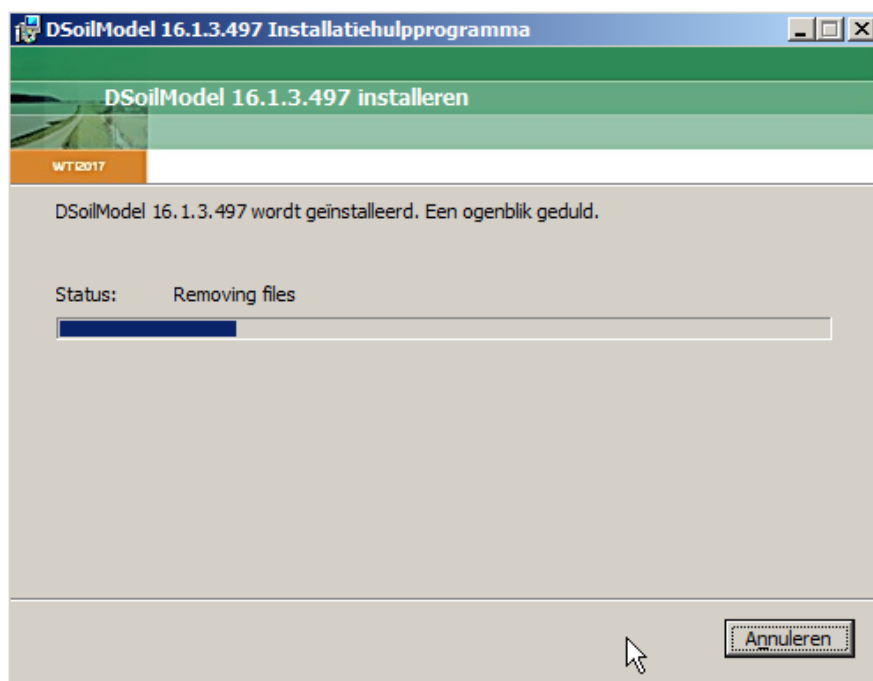 DSoilModel 16.1.3.497 Installatiehulpprogramma
DSoilModel 16.1.3.497 installeren
WTI2017
DSoilModel 16.1.3.497 wordt geïnstalleerd. Een ogenblik geduld.
Status: Removing files
Annuleren